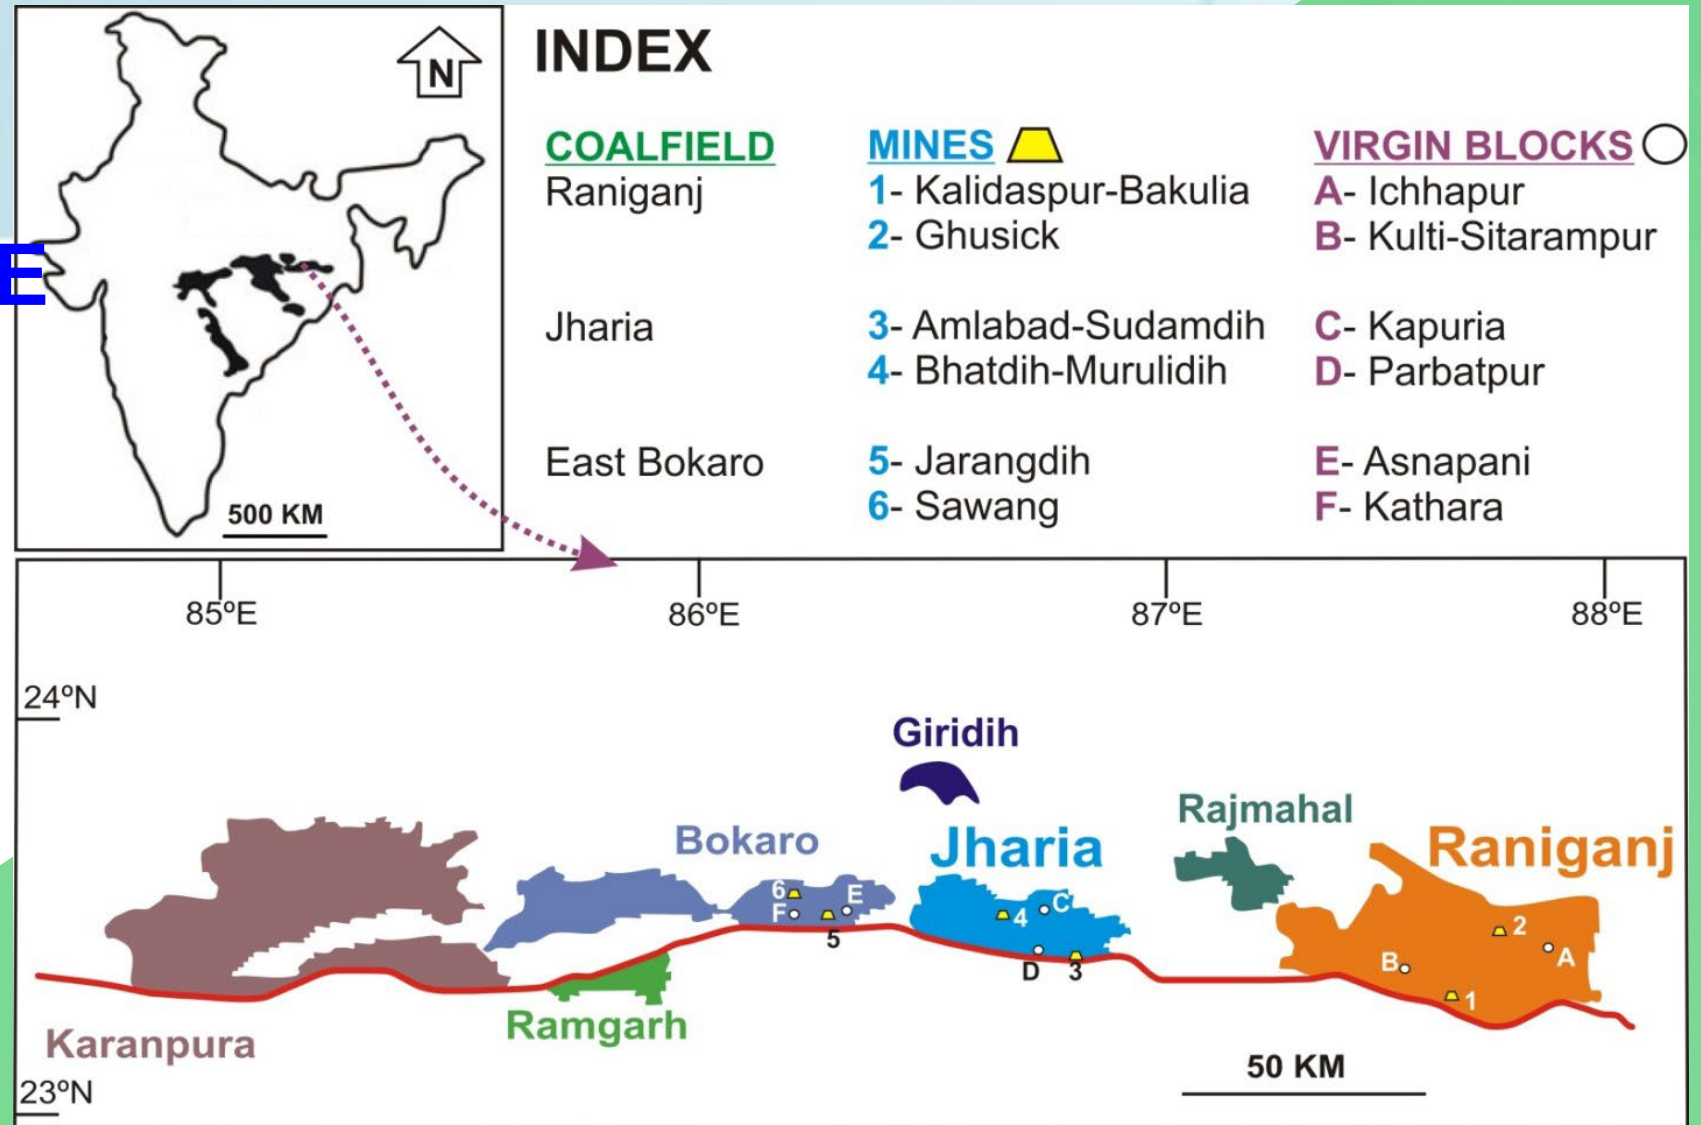 E
N
500 KM
INDEX
COALFIELD MINES VIRGIN BLOCKS
Raniganj 1- Kalidaspur-Bakulia A- Ichhapur
2- Ghusick B- Kulti-Sitarampur
Jharia 3- Amlabad-Sudamdih C- Kapuria
4- Bhatdih-Murulidih D- Parbatpur
East Bokaro 5- Jarangdih E- Asnapani
6- Sawang F- Kathara
85ºE 86ºE 87ºE 88ºE
24ºN
Giridih
Rajmahal
Bokaro Jharia Raniganj
6 E
F
5
4 C
D 3
2
B A
1
Karanpura
Ramgarh
50 KM
23ºN